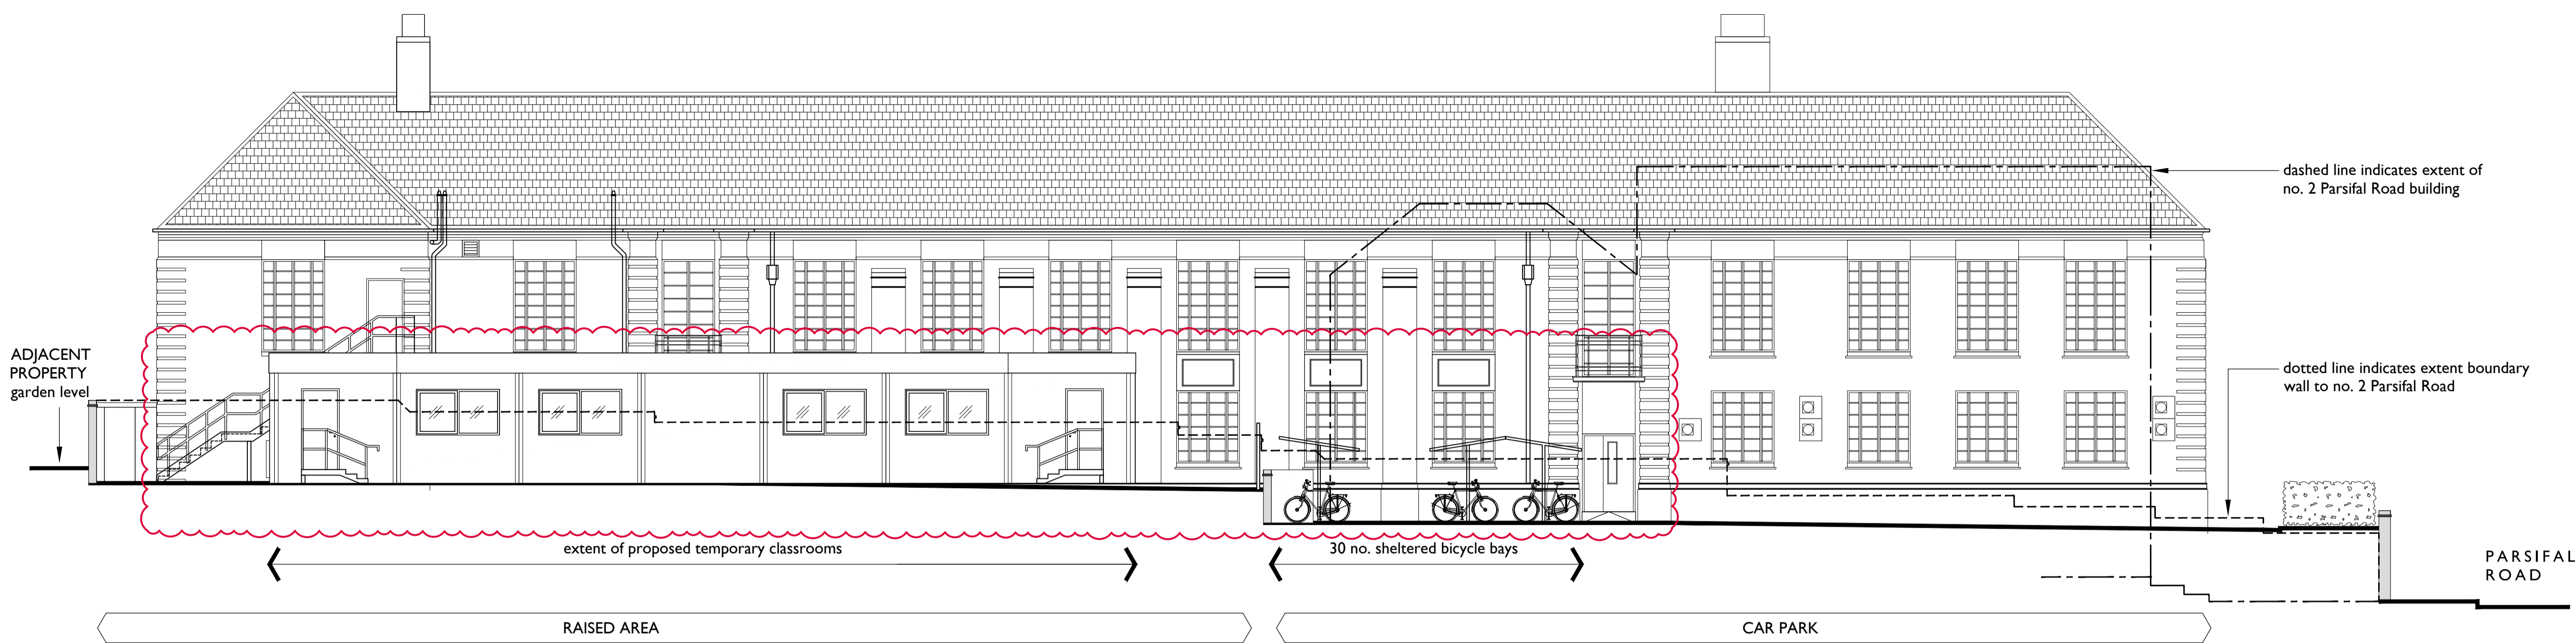 dashed line indicates extent of
no. 2 Parsifal Road building
ADJACENT
PROPERTY
garden level
dotted line indicates extent boundary
wall to no. 2 Parsifal Road
extent of proposed temporary classrooms
30 no. sheltered bicycle bays
PARSIFAL
ROAD
RAISED AREA
CAR PARK